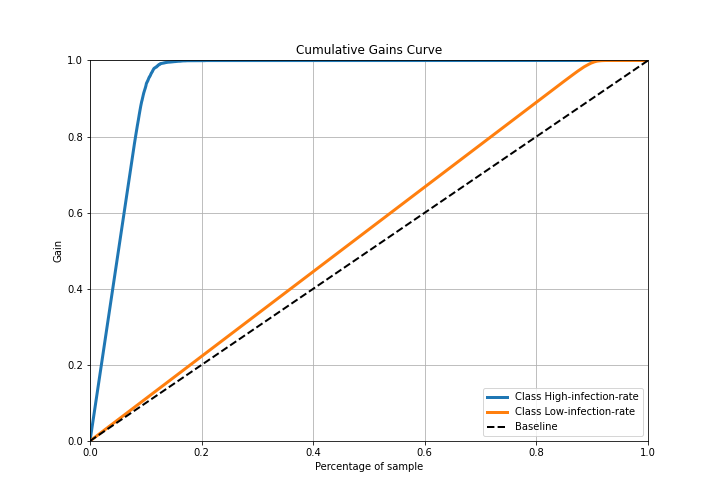 Cumulative Gains Curve
1.0
0.8
0.6
0.4
0.2
0.0
Gain
0.0 0.2 0.4 0.6 0.8 1.0
Percentage of sample
Class High-infection-rate
Class Low-infection-rate
Baseline